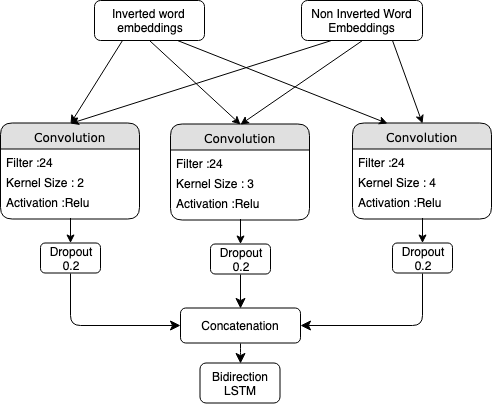 Inverted word
embeddings
Non Inverted Word
Embeddings
Convolution
Filter :24
Kernel Size : 2
Activation :Relu
Convolution
Filter :24
Kernel Size : 3
Activation :Relu
Convolution
Filter :24
Kernel Size : 4
Activation :Relu
Dropout
0.2
Dropout
0.2
Dropout
0.2
Concatenation
Bidirection
LSTM